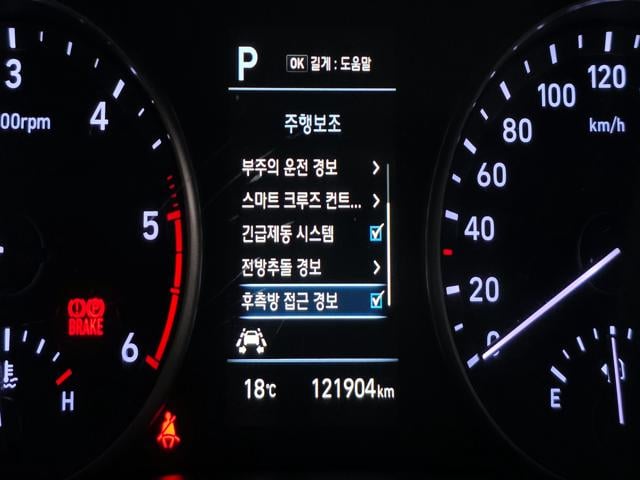 P OK 길게 : 도움말
주행보조
부주의 운전 경보
스마트 크루즈 컨트...
긴급제동 시스템
전방추돌 경보
후측방 접근 경보
18℃ 121904km
3
4
5
6
00rpm
BRAKE
H
0
20
40
60
80
100
120
km/h
E